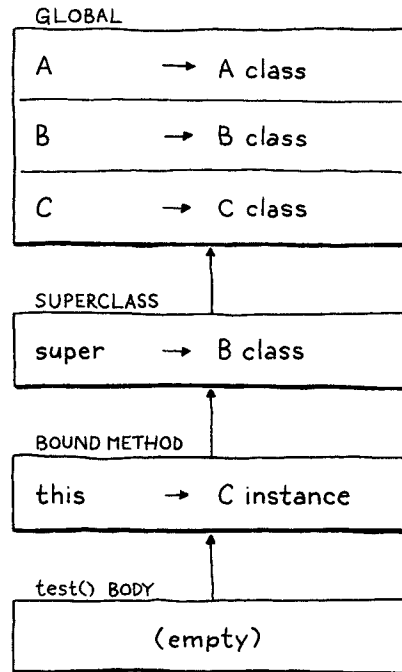 GLOBAL
A → A class
B → B class
C → C class
SUPERCLASS
super → B class
BOUND METHOD
this → C instance
test() BODY
(empty)